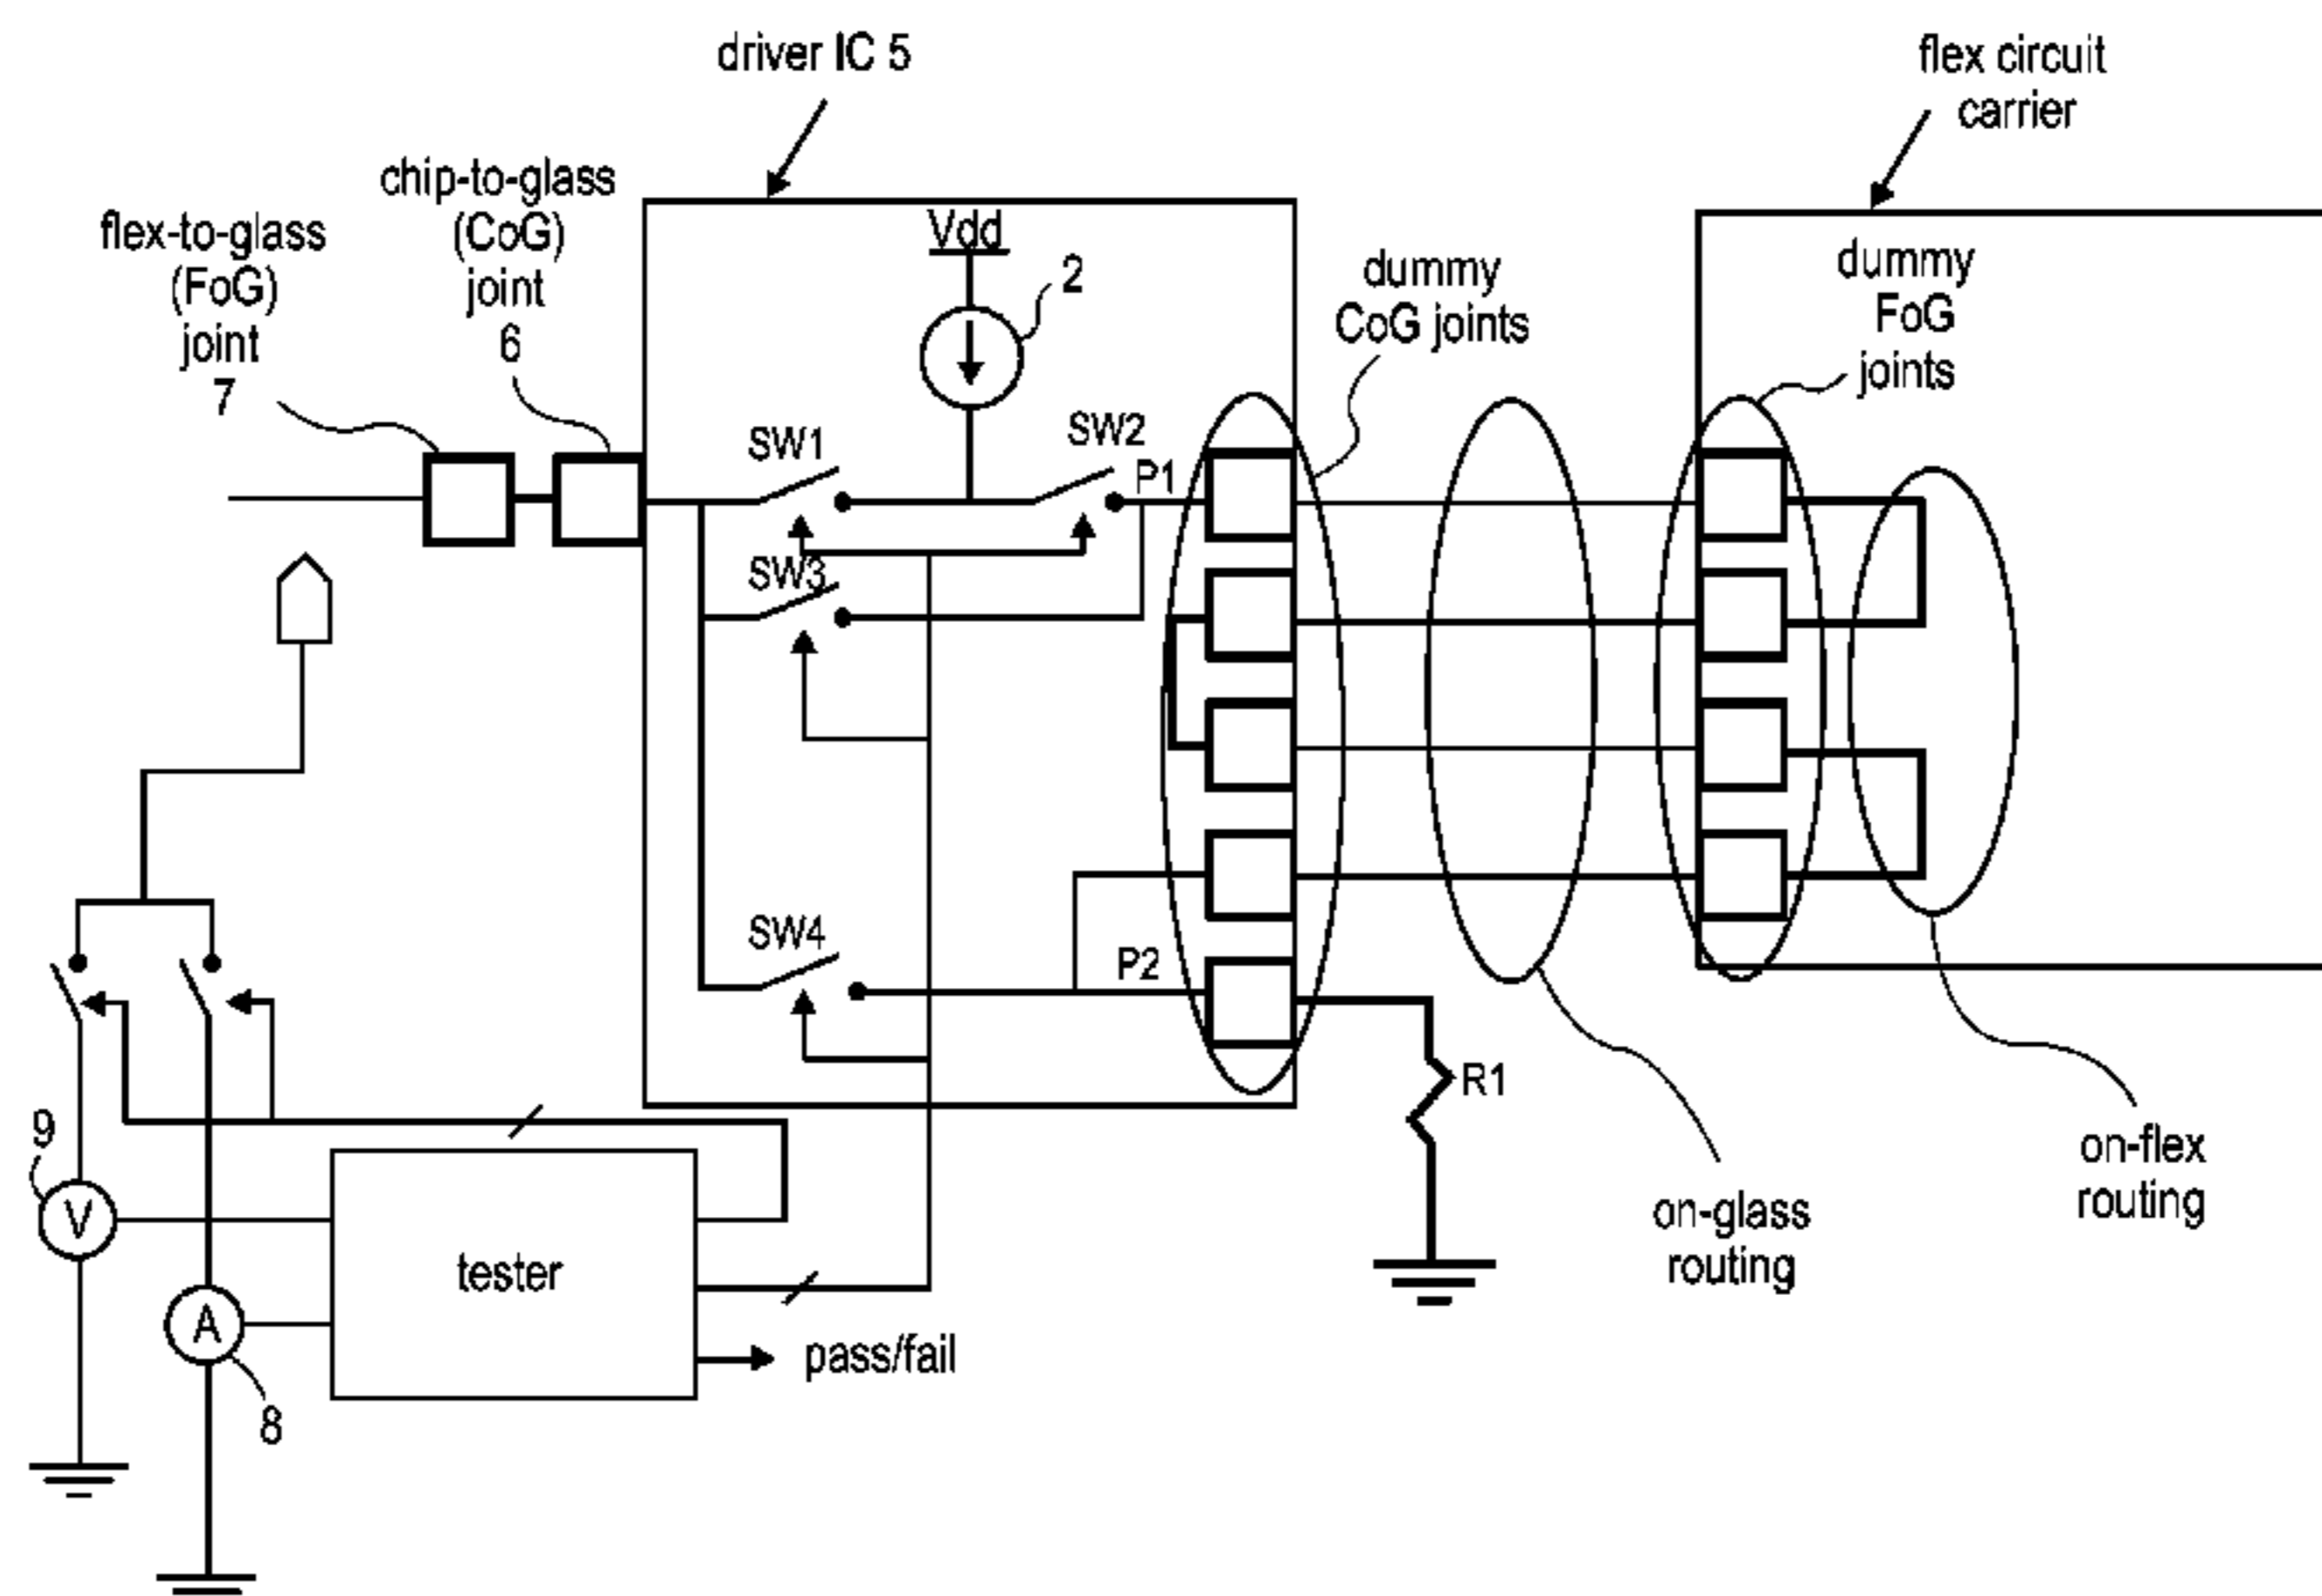 driver IC 5
flex circuit
carrier
chip-to-glass
(CoG)
joint
6
flex-to-glass
(FoG)
joint
7
Vdd
2
dummy
CoG joints
dummy
FoG
joints
SW1
SW2
P1
SW3
SW4
P2
R1
9
V
A
8
tester
pass/fail
on-glass
routing
on-flex
routing